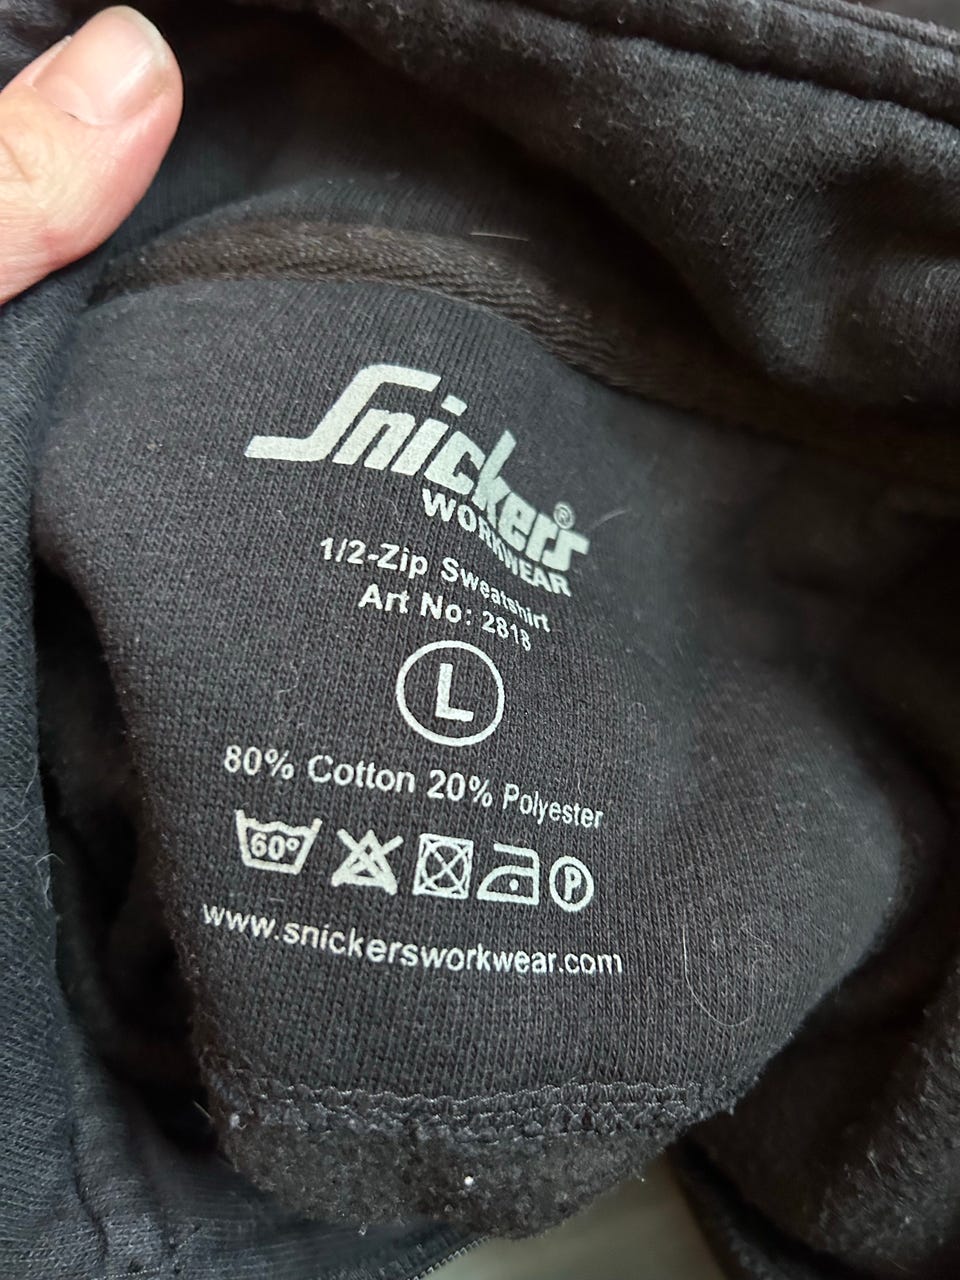 Snickers®
WORKWEAR
1/2-Zip Sweatshirt
Art No: 2818
L
80% Cotton 20% Polyester
60° P
www.snickersworkwear.com